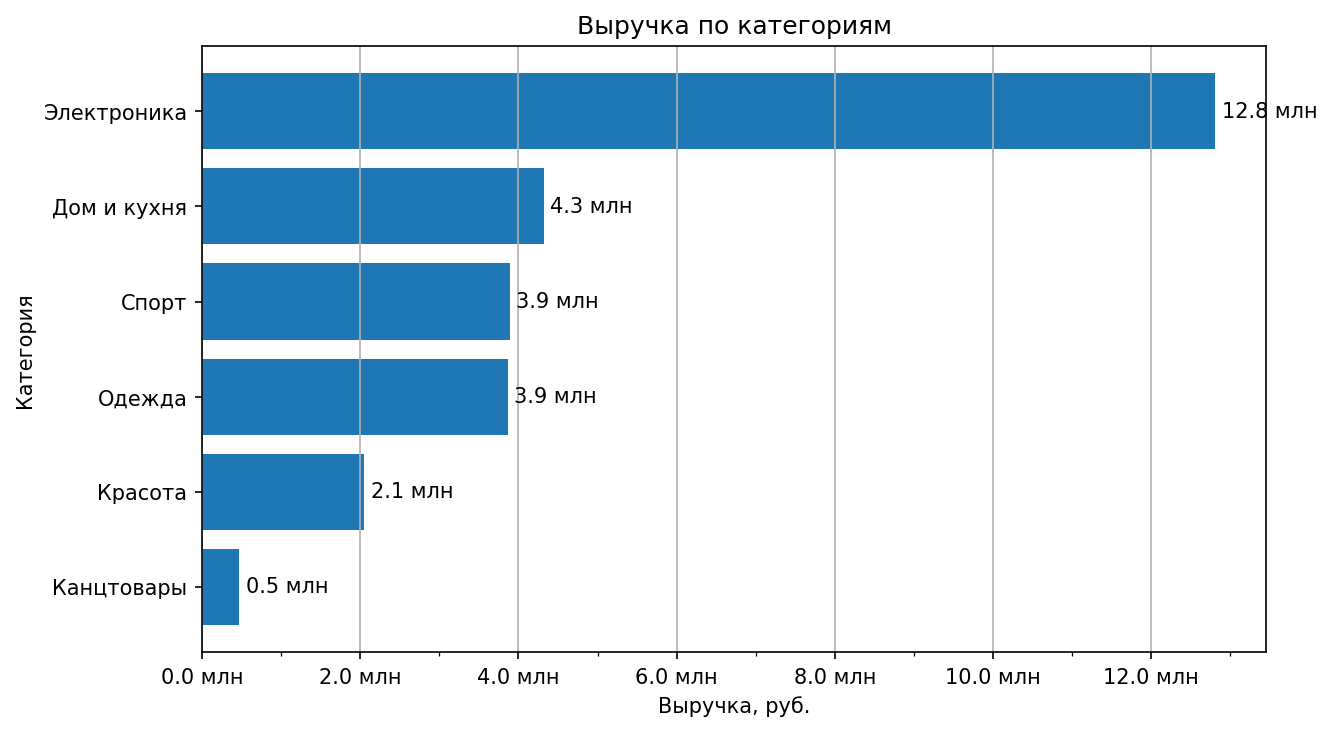 Выручка по категориям
Электроника
12.8 млн
Дом и кухня
4.3 млн
Спорт
3.9 млн
Одежда
3.9 млн
Красота
2.1 млн
Канцтовары
0.5 млн
Категория
0.0 млн 2.0 млн 4.0 млн 6.0 млн 8.0 млн 10.0 млн 12.0 млн
Выручка, руб.